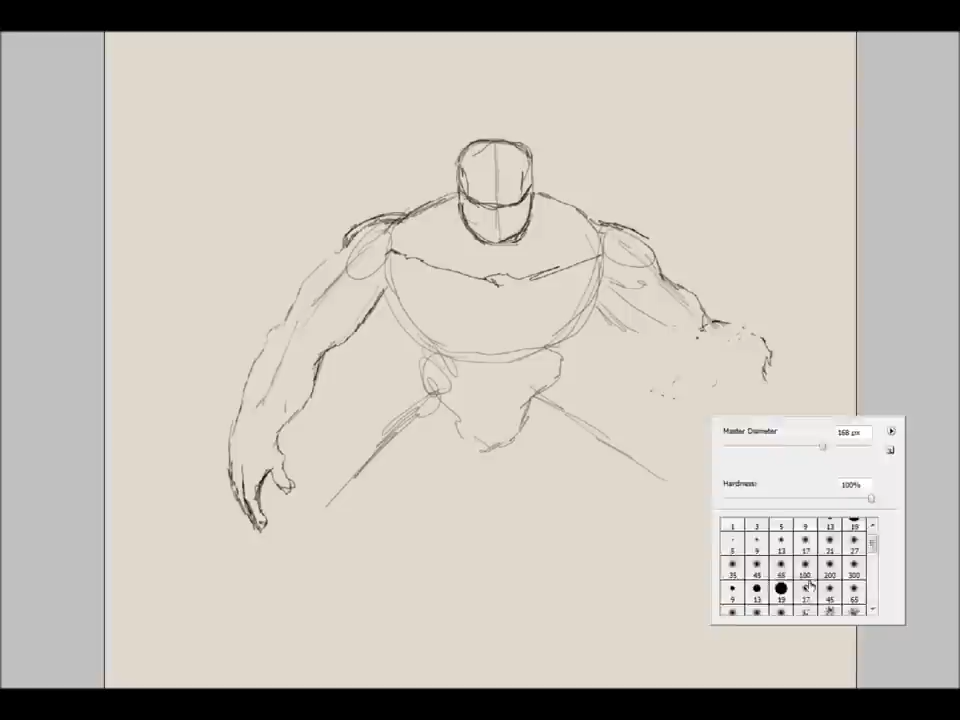 Master Diameter 168 px
Hardness: 100%
1 3 5 9 13 19
5 9 13 17 21 27
35 45 65 100 200 300
9 13 19 17 45 65